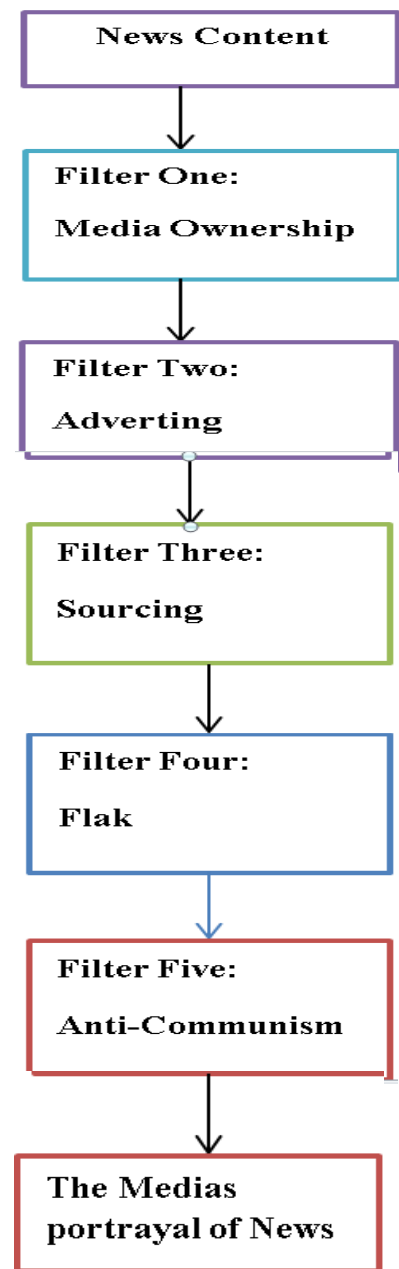 News Content
Filter One:
Media Ownership
Filter Two:
Adverting
Filter Three:
Sourcing
Filter Four:
Flak
Filter Five:
Anti-Communism
The Medias
portrayal of News